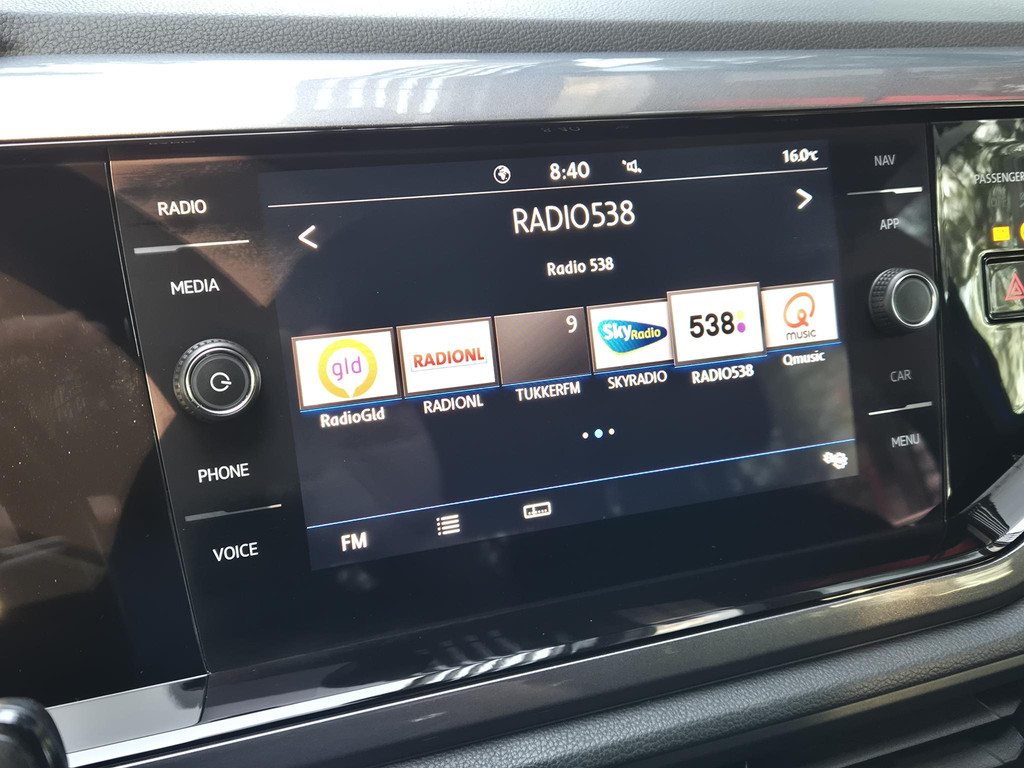 8:40
16.0°C
RADIO
MEDIA
PHONE
VOICE
RADIO538
Radio 538
gld
RadioGld
RADIONL
RADIONL
9
TUKKERFM
Sky Radio
SKYRADIO
538
RADIO538
Q
MUSIC
Qmusic
FM
NAV
APP
CAR
MENU
PASSENGER